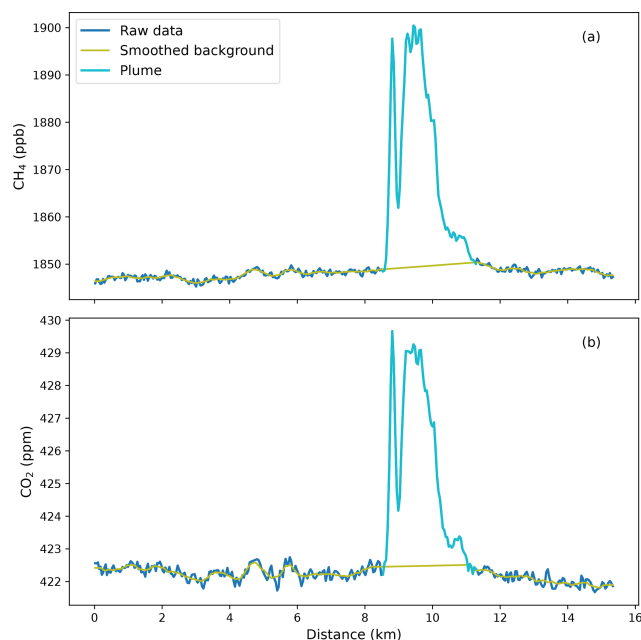 1900
1890
1880
1870
1860
1850
CH₄ (ppb)
Raw data
Smoothed background
Plume
(a)
430
429
428
427
426
425
424
423
422
CO₂ (ppm)
(b)
0 2 4 6 8 10 12 14 16
Distance (km)